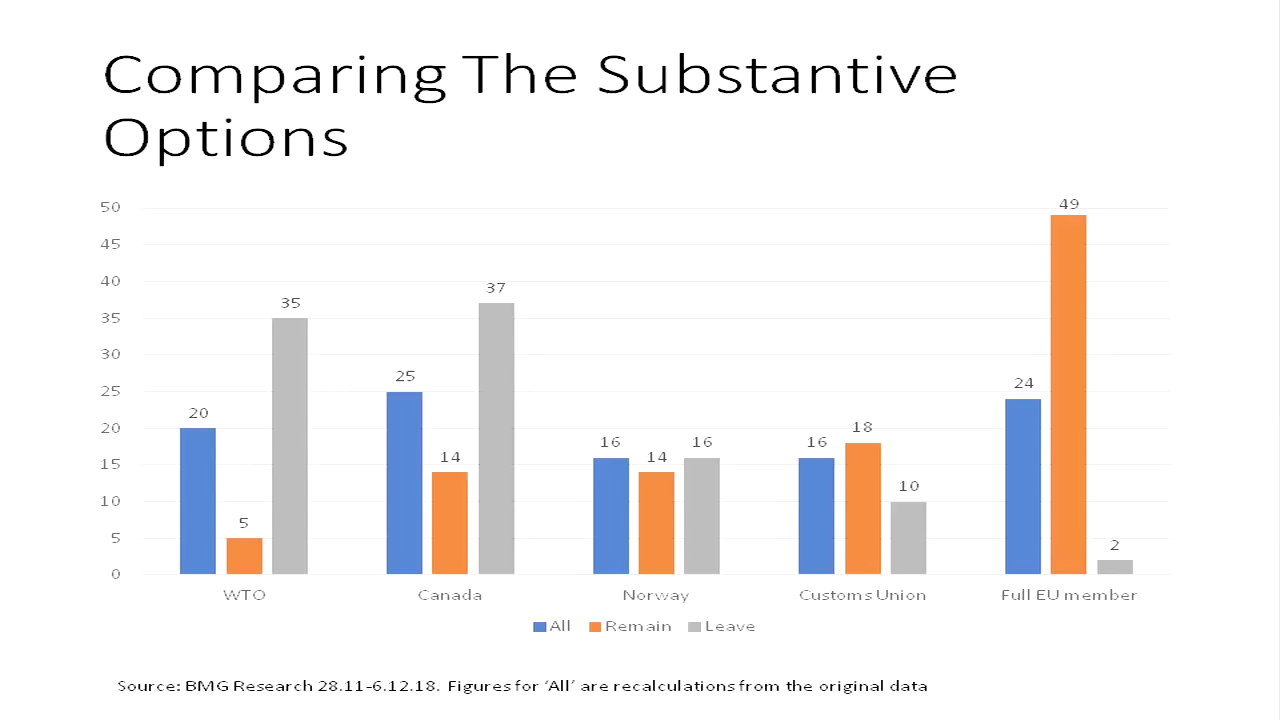 Comparing The Substantive
Options
50
45
40
35
30
25
20
15
10
5
0
20
5
35
25
14
37
16
14
16
16
18
10
24
49
2
WTO
Canada
Norway
Customs Union
Full EU member
All
Remain
Leave
Source: BMG Research 28.11-6.12.18. Figures for ‘All’ are recalculations from the original data